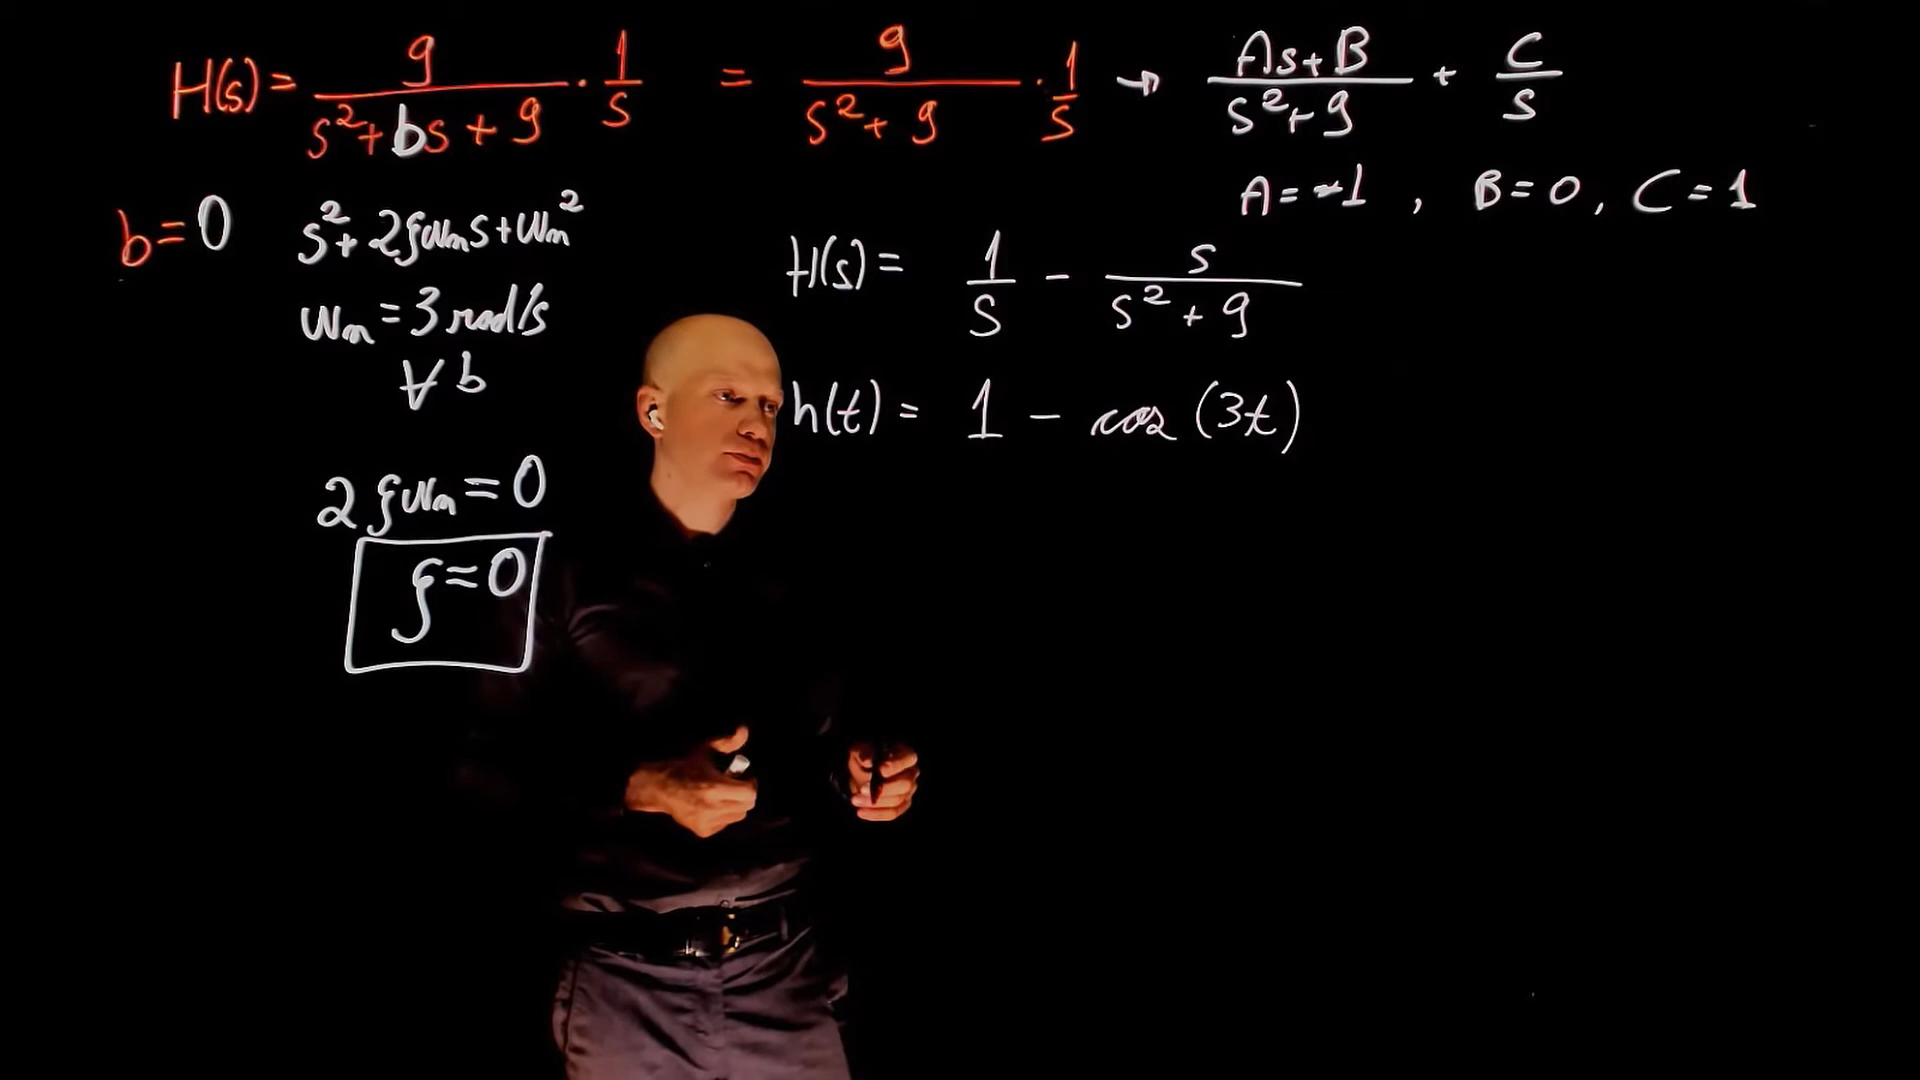 H(s) = 9/(s²+bs+9) · 1/s = 9/(s²+9) · 1/s → (As+B)/(s²+9) + C/s
A = -1, B = 0, C = 1
b = 0
s² + 2ζωₙs + ωₙ²
ωₙ = 3 rad/s
∀ b
2ζωₙ = 0
ζ = 0
H(s) = 1/s - s/(s²+9)
h(t) = 1 - cos(3t)